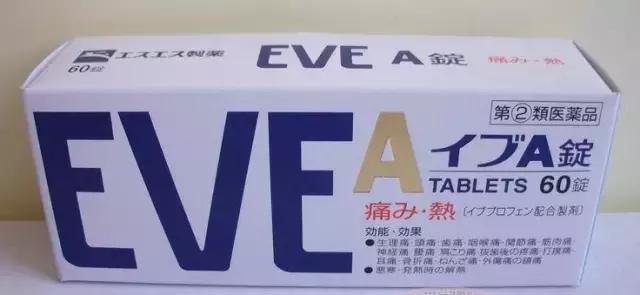 エスエス製薬
60錠
EVE A錠
痛み・熱
EVE A
指定②類医薬品
イブA錠
TABLETS 60錠
痛み・熱 (イブプロフェン配合製剤)
効能・効果
●生理痛・頭痛・歯痛・咽喉痛・関節痛・筋肉痛・
神経痛・腰痛・肩こり痛・抜歯後の疼痛・打撲痛・
耳痛・骨折痛・ねんざ痛・外傷痛の鎮痛
●悪寒・発熱時の解熱